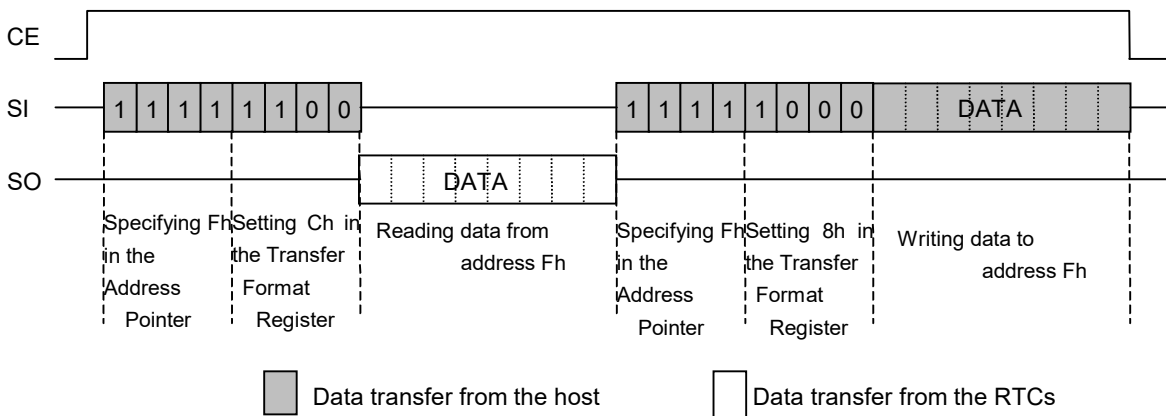 CE
SI 1 1 1 1 1 1 0 0 1 1 1 1 1 0 0 0 DATA
SO DATA
Specifying Fh
in the
Address
Pointer
Setting Ch in
the Transfer
Format
Register
Reading data from
address Fh
Specifying Fh
in the
Address
Pointer
Setting 8h in
the Transfer
Format
Register
Writing data to
address Fh
Data transfer from the host
Data transfer from the RTCs